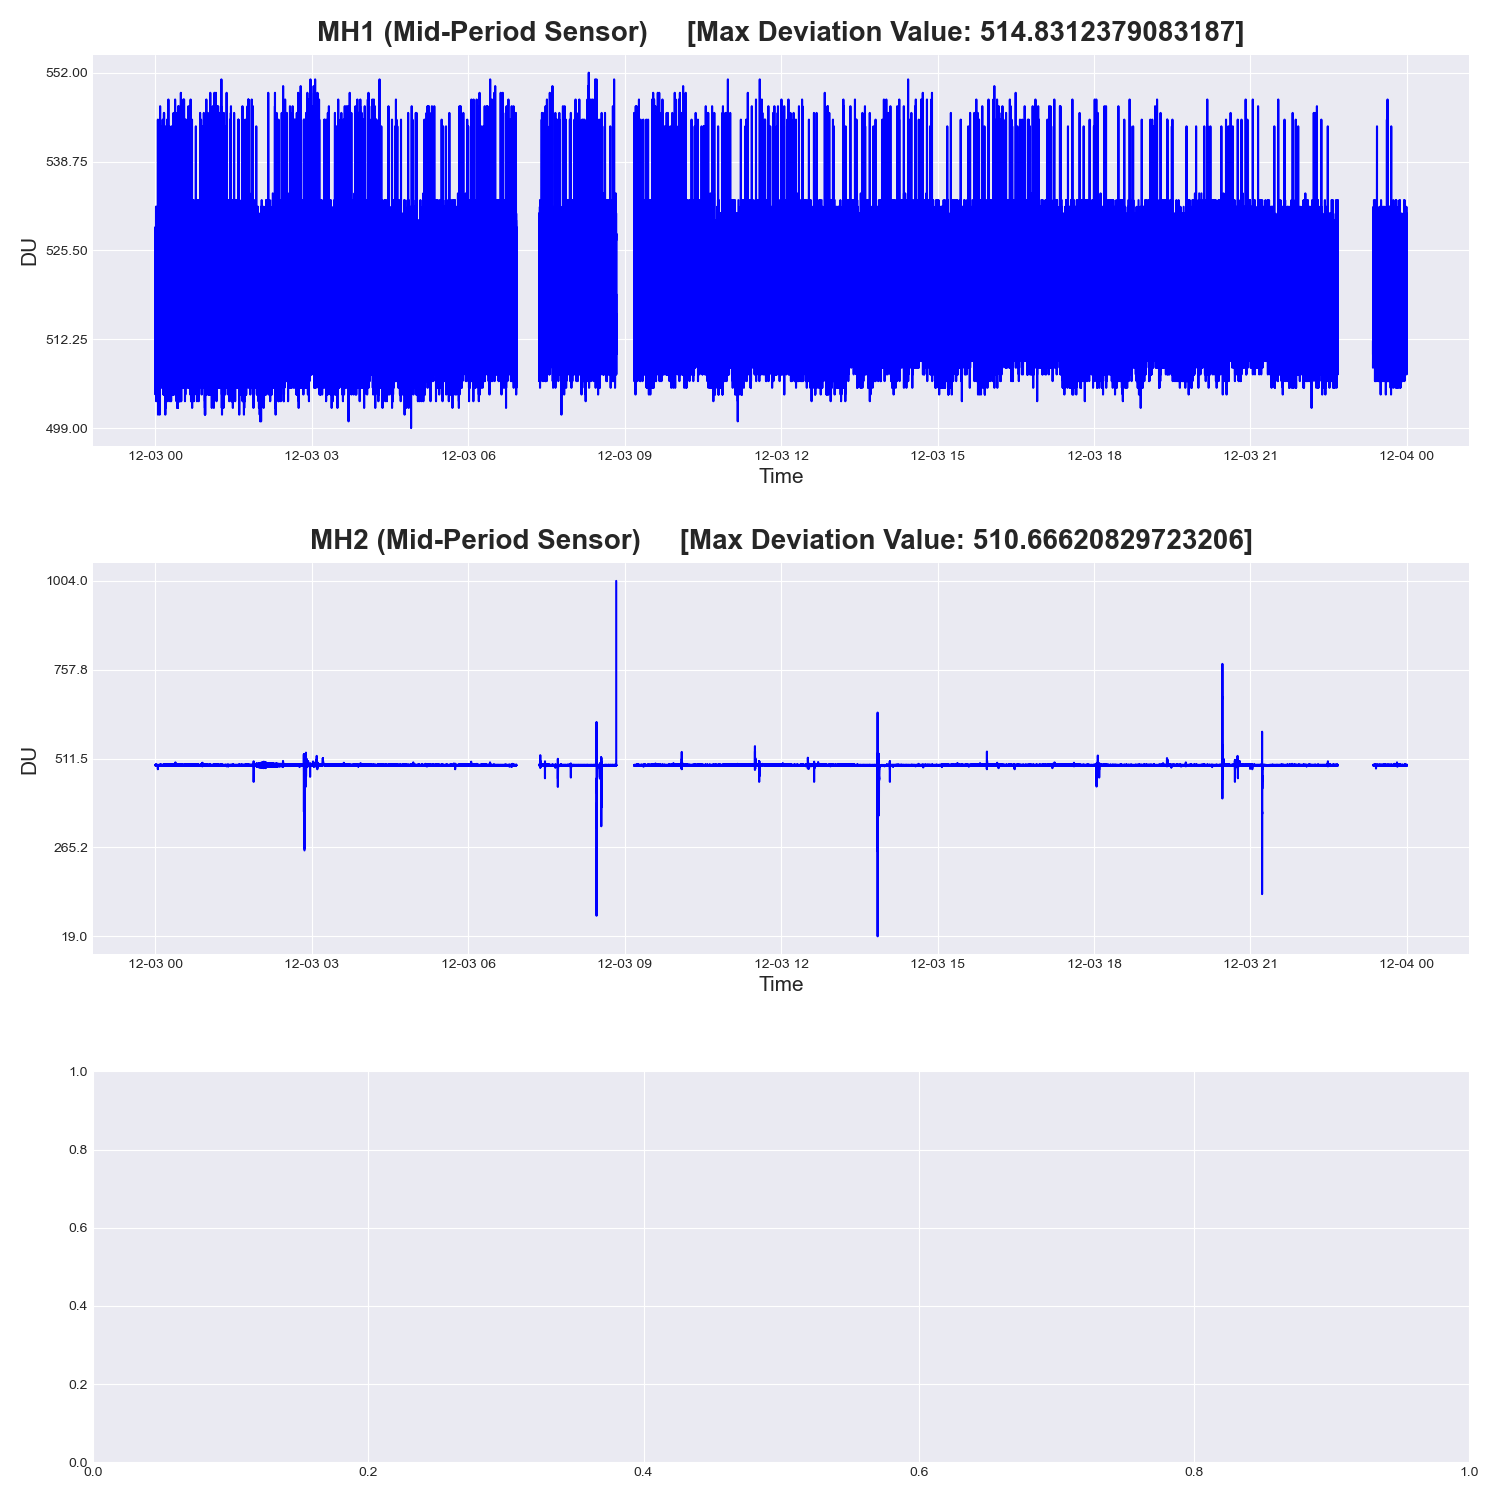 MH1 (Mid-Period Sensor) [Max Deviation Value: 514.8312379083187]
552.00
538.75
525.50
512.25
499.00
DU
12-03 00 12-03 03 12-03 06 12-03 09 12-03 12 12-03 15 12-03 18 12-03 21 12-04 00
Time
MH2 (Mid-Period Sensor) [Max Deviation Value: 510.66620829723206]
1004.0
757.8
511.5
265.2
19.0
DU
12-03 00 12-03 03 12-03 06 12-03 09 12-03 12 12-03 15 12-03 18 12-03 21 12-04 00
Time
1.0
0.8
0.6
0.4
0.2
0.0
0.0 0.2 0.4 0.6 0.8 1.0